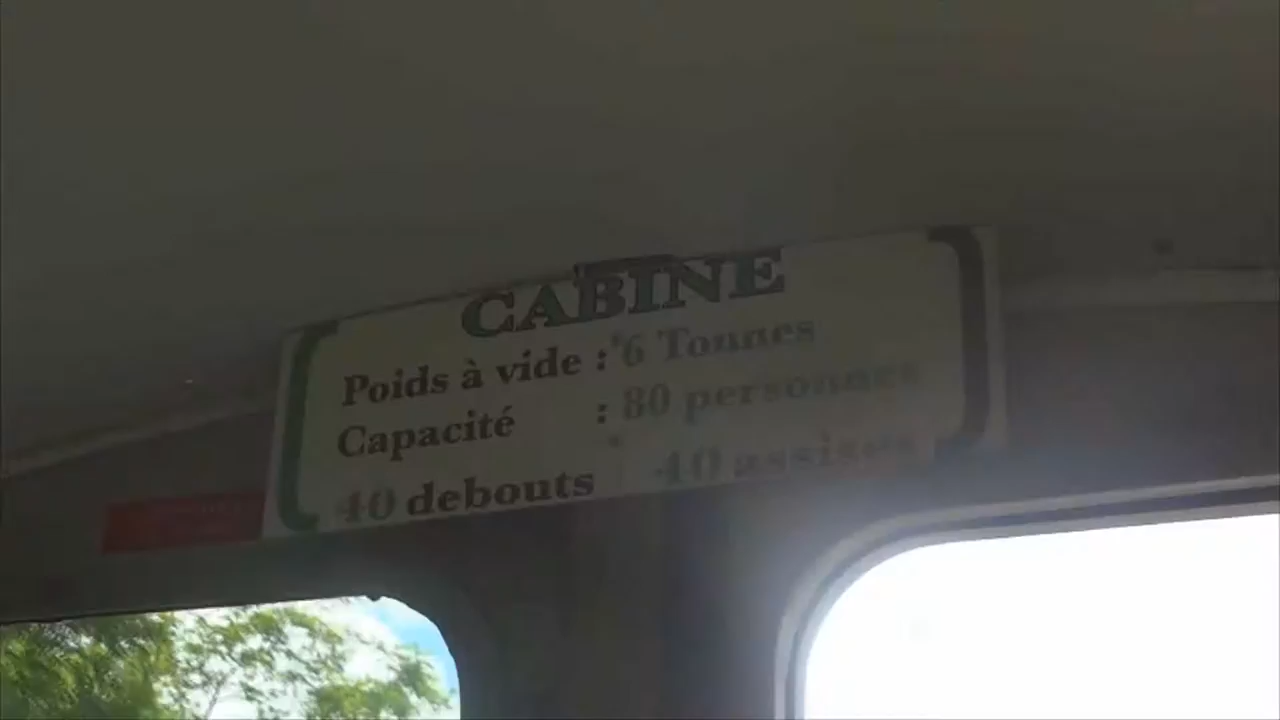 CABINE
Poids à vide : 6 Tonnes
Capacité : 80 personnes
40 debouts 40 assises